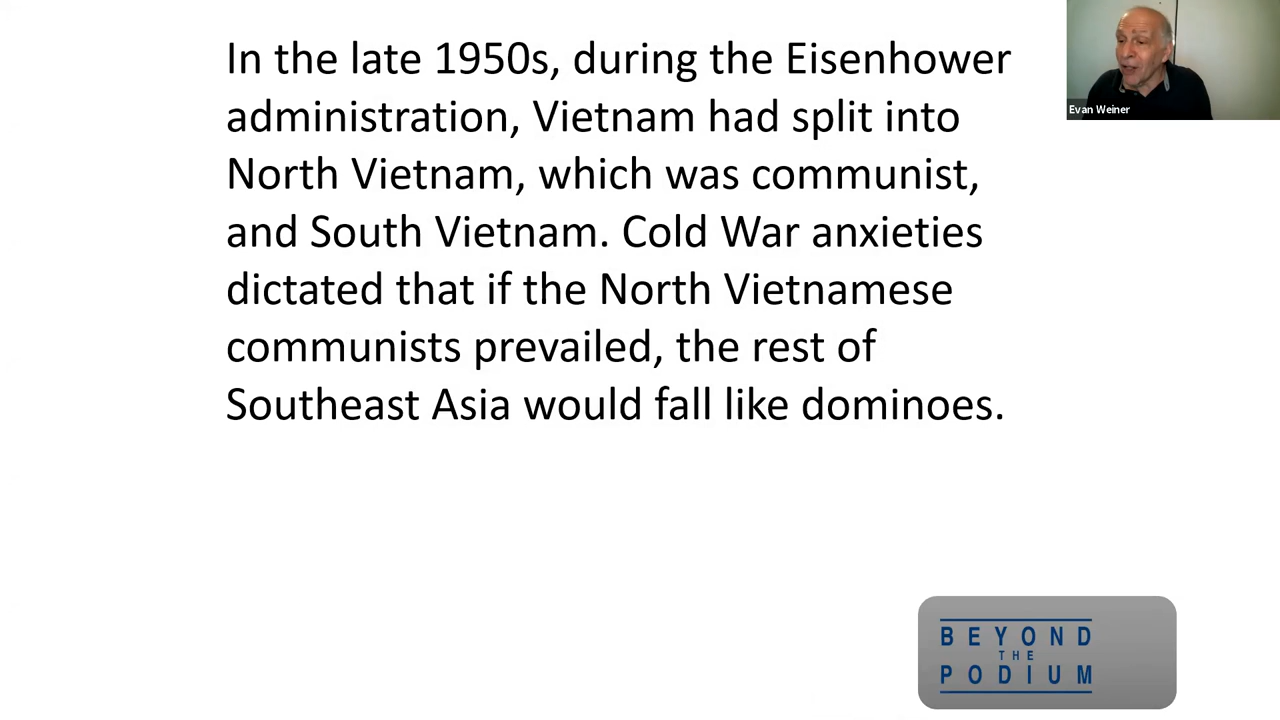 In the late 1950s, during the Eisenhower
administration, Vietnam had split into
North Vietnam, which was communist,
and South Vietnam. Cold War anxieties
dictated that if the North Vietnamese
communists prevailed, the rest of
Southeast Asia would fall like dominoes.
Evan Weiner
BEYOND
THE
PODIUM